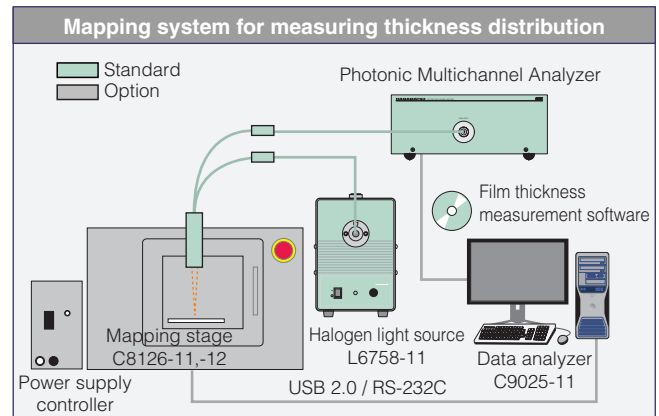 Mapping system for measuring thickness distribution
Standard
Option
Photonic Multichannel Analyzer
HAMAMATSU
Film thickness
measurement software
Mapping stage
C8126-11,-12
Halogen light source
L6758-11
Data analyzer
C9025-11
Power supply
controller
USB 2.0 / RS-232C